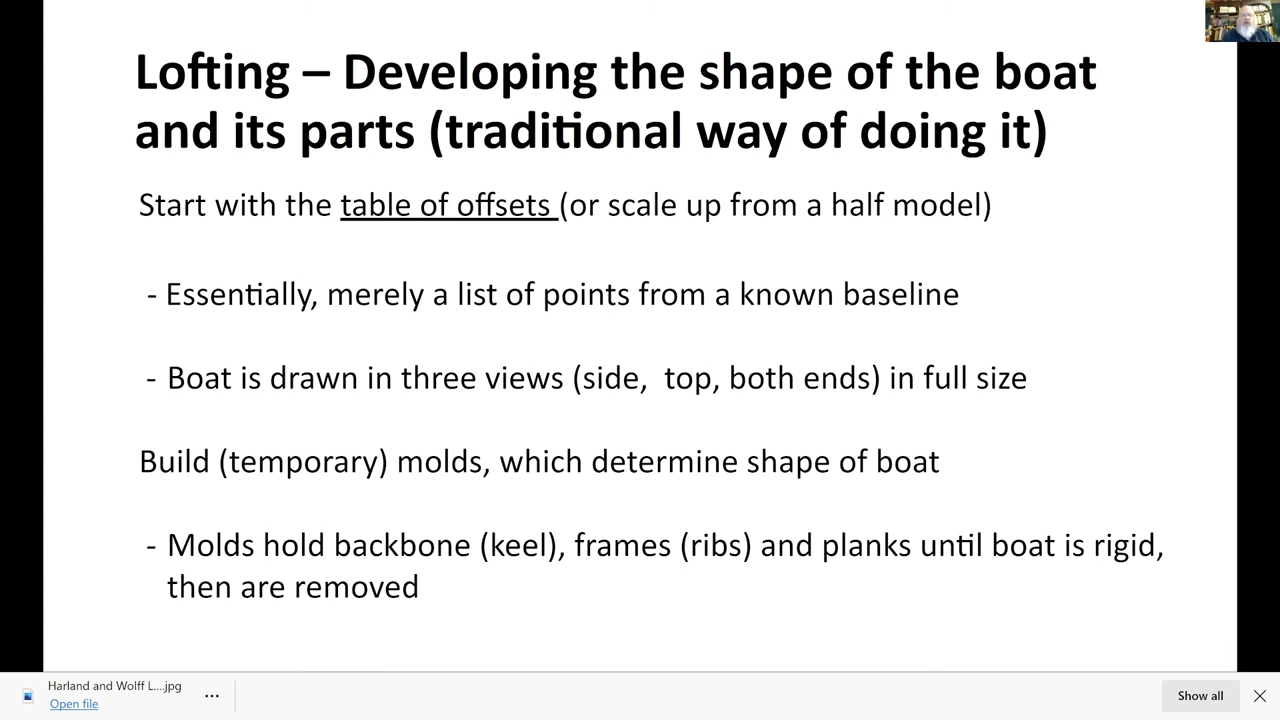 Lofting – Developing the shape of the boat
and its parts (traditional way of doing it)
Start with the table of offsets (or scale up from a half model)
- Essentially, merely a list of points from a known baseline
- Boat is drawn in three views (side,  top, both ends) in full size
Build (temporary) molds, which determine shape of boat
- Molds hold backbone (keel), frames (ribs) and planks until boat is rigid,
then are removed
Harland and Wolff L....jpg
Open file
Show all